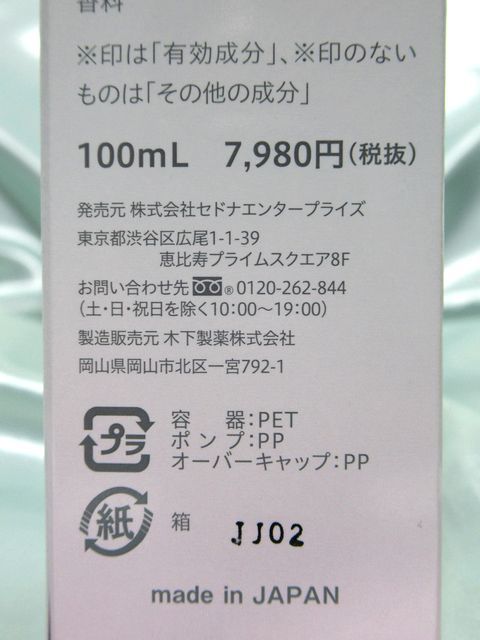 香料
※印は「有効成分」、※印のない
ものは「その他の成分」
100mL 7,980円(税抜)
発売元 株式会社セドナエンタープライズ
東京都渋谷区広尾1-1-39
恵比寿プライムスクエア8F
お問い合わせ先 ® 0120-262-844
(土・日・祝日を除く10:00〜19:00)
製造販売元 木下製薬株式会社
岡山県岡山市北区一宮792-1
プラ
容 器:PET
ポンプ:PP
オーバーキャップ:PP
紙
箱 JJ02
made in JAPAN